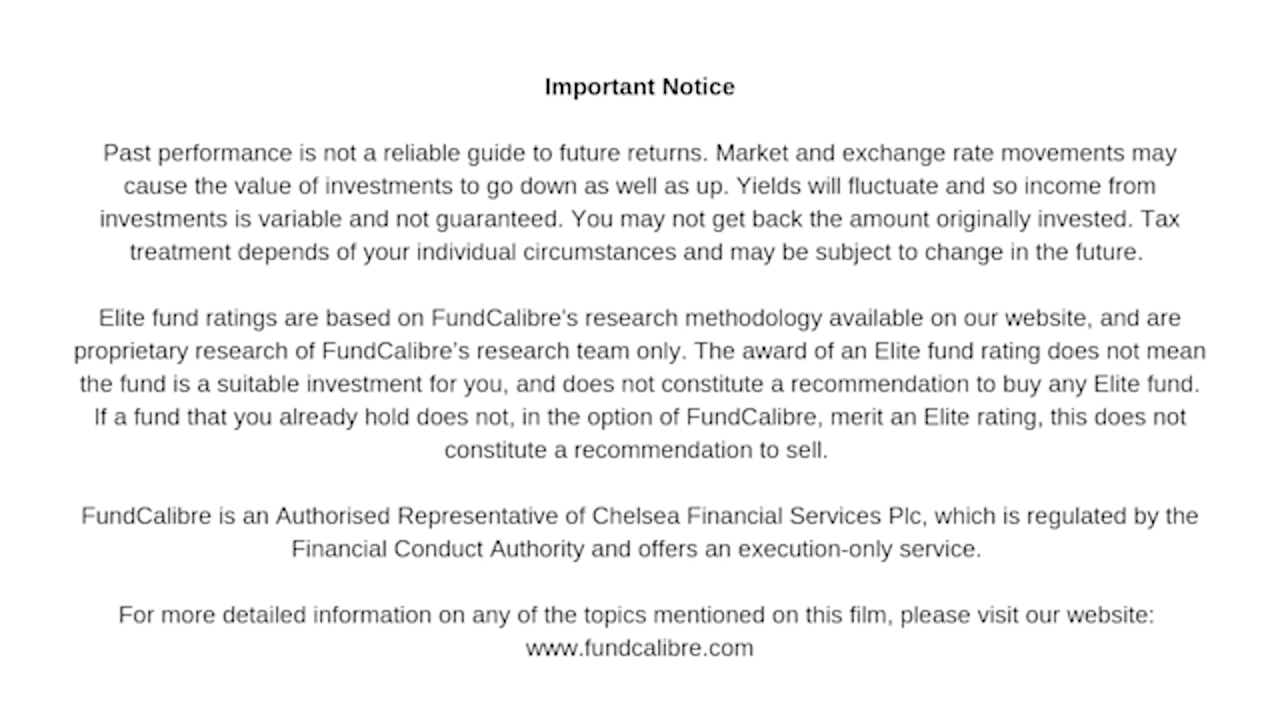 Important Notice
Past performance is not a reliable guide to future returns. Market and exchange rate movements may
cause the value of investments to go down as well as up. Yields will fluctuate and so income from
investments is variable and not guaranteed. You may not get back the amount originally invested. Tax
treatment depends of your individual circumstances and may be subject to change in the future.
Elite fund ratings are based on FundCalibre's research methodology available on our website, and are
proprietary research of FundCalibre’s research team only. The award of an Elite fund rating does not mean
the fund is a suitable investment for you, and does not constitute a recommendation to buy any Elite fund.
If a fund that you already hold does not, in the option of FundCalibre, merit an Elite rating, this does not
constitute a recommendation to sell.
FundCalibre is an Authorised Representative of Chelsea Financial Services Plc, which is regulated by the
Financial Conduct Authority and offers an execution-only service.
For more detailed information on any of the topics mentioned on this film, please visit our website:
www.fundcalibre.com